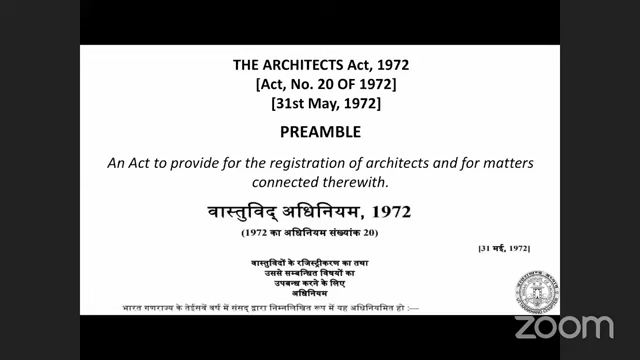 THE ARCHITECTS Act, 1972
[Act, No. 20 OF 1972]
[31st May, 1972]
PREAMBLE
An Act to provide for the registration of architects and for matters
connected therewith.
वास्तुविद् अधिनियम, 1972
(1972 का अधिनियम संख्यांक 20)
[31 मई, 1972]
वास्तुविदों के रजिस्ट्रीकरण का तथा
उससे सम्बन्धित विषयों का
उपबन्ध करने के लिए
अधिनियम
भारत गणराज्य के तेईसवें वर्ष में संसद् द्वारा निम्नलिखित रूप में यह अधिनियमित हो :—
zoom